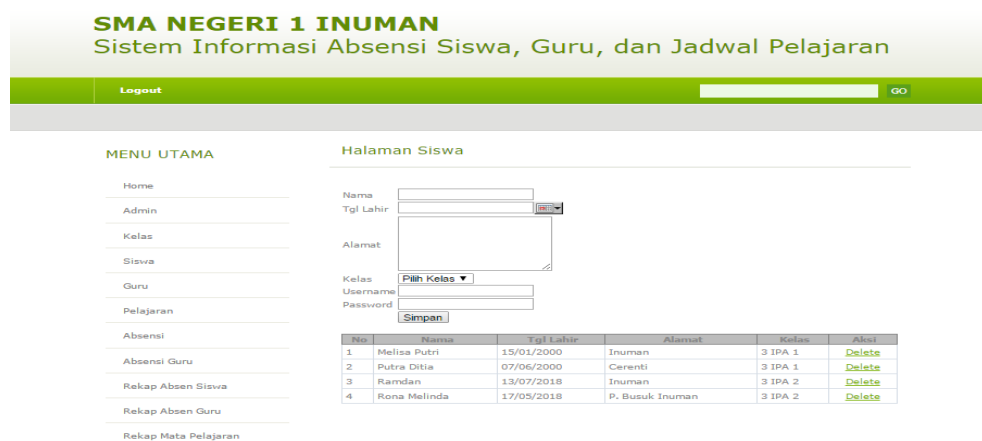 SMA NEGERI 1 INUMAN
Sistem Informasi Absensi Siswa, Guru, dan Jadwal Pelajaran
Logout
GO
MENU UTAMA
Home
Admin
Kelas
Siswa
Guru
Pelajaran
Absensi
Absensi Guru
Rekap Absen Siswa
Rekap Absen Guru
Rekap Mata Pelajaran
Halaman Siswa
Nama
Tgl Lahir
Alamat
Kelas Pilih Kelas ▼
Username
Password
Simpan
No Nama Tgl Lahir Alamat Kelas Aksi
1 Melisa Putri 15/01/2000 Inuman 3 IPA 1 Delete
2 Putra Ditia 07/06/2000 Cerenti 3 IPA 1 Delete
3 Ramdan 13/07/2018 Inuman 3 IPA 2 Delete
4 Rona Melinda 17/05/2018 P. Busuk Inuman 3 IPA 2 Delete